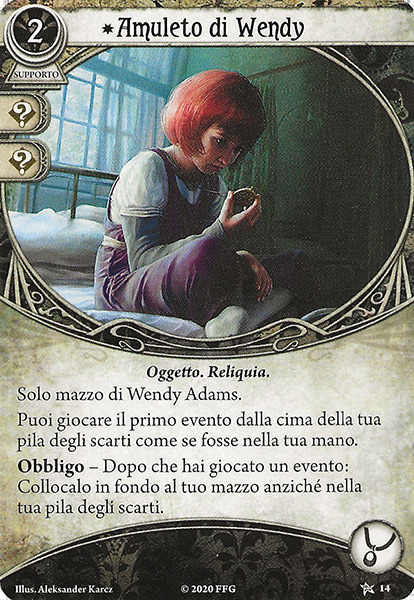 2
*Amuleto di Wendy
SUPPORTO
?
?
Oggetto. Reliquia.
Solo mazzo di Wendy Adams.
Puoi giocare il primo evento dalla cima della tua
pila degli scarti come se fosse nella tua mano.
Obbligo – Dopo che hai giocato un evento:
Collocalo in fondo al tuo mazzo anziché nella
tua pila degli scarti.
Illus. Aleksander Karcz
© 2020 FFG
14